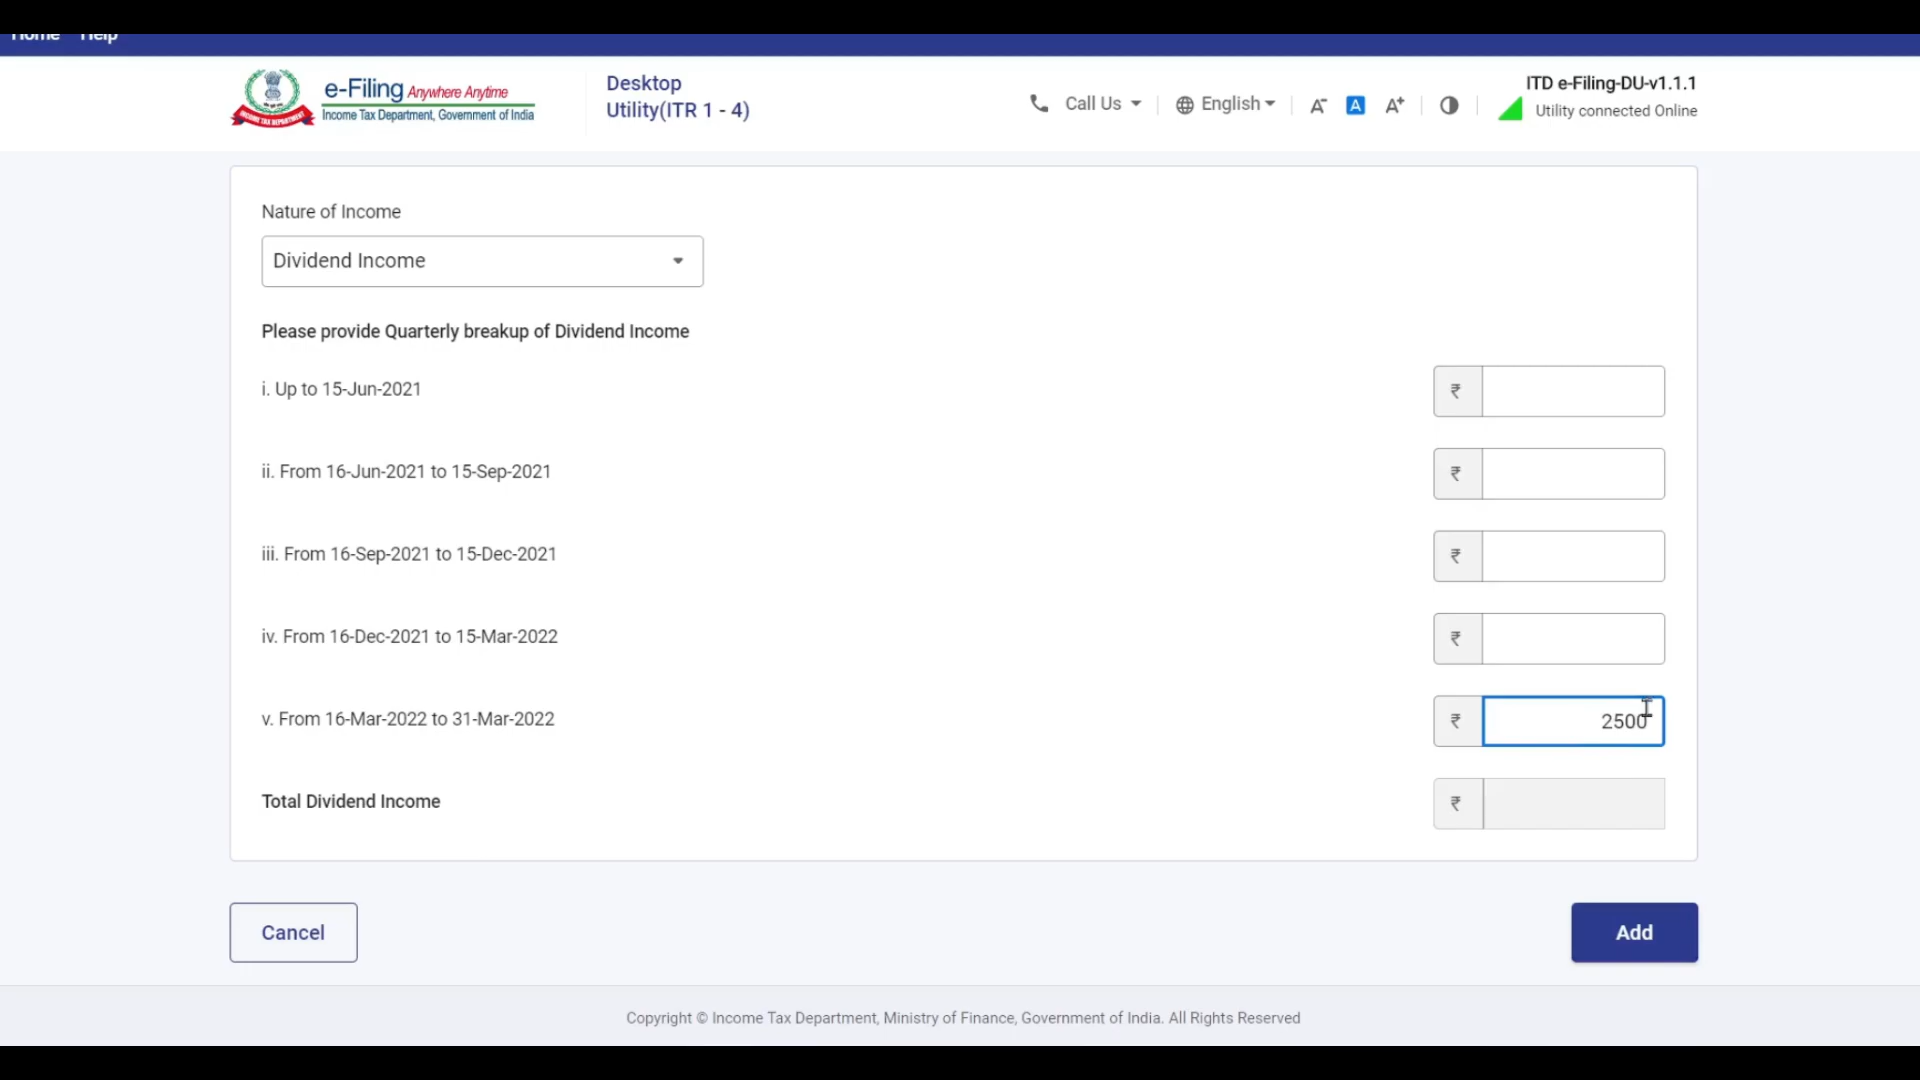 Home Help
e-Filing Anywhere Anytime
Income Tax Department, Government of India
INCOME TAX DEPARTMENT
Desktop
Utility(ITR 1 - 4)
Call Us
English
A-
A
A+
ITD e-Filing-DU-v1.1.1
Utility connected Online
Nature of Income
Dividend Income
Please provide Quarterly breakup of Dividend Income
i. Up to 15-Jun-2021
₹
ii. From 16-Jun-2021 to 15-Sep-2021
₹
iii. From 16-Sep-2021 to 15-Dec-2021
₹
iv. From 16-Dec-2021 to 15-Mar-2022
₹
v. From 16-Mar-2022 to 31-Mar-2022
₹ 2500
Total Dividend Income
₹
Cancel
Add
Copyright © Income Tax Department, Ministry of Finance, Government of India. All Rights Reserved